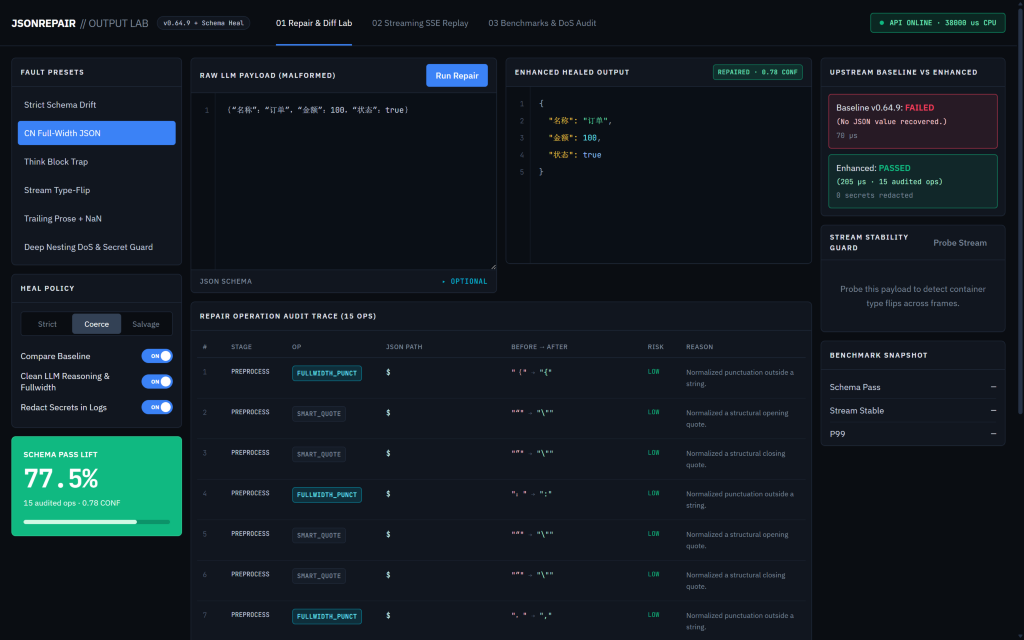 JSONREPAIR // OUTPUT LAB
v0.64.9 + Schema Heal
01 Repair & Diff Lab
02 Streaming SSE Replay
03 Benchmarks & DoS Audit
API ONLINE · 38000 us CPU
FAULT PRESETS
Strict Schema Drift
CN Full-Width JSON
Think Block Trap
Stream Type-Flip
Trailing Prose + NaN
Deep Nesting DoS & Secret Guard
HEAL POLICY
Strict
Coerce
Salvage
Compare Baseline
ON
Clean LLM Reasoning &
Fullwidth
ON
Redact Secrets in Logs
ON
SCHEMA PASS LIFT
77.5%
15 audited ops · 0.78 CONF
RAW LLM PAYLOAD (MALFORMED)
Run Repair
1
{“名称”：“订单”，“金额”：100，“状态”：true}
JSON SCHEMA
OPTIONAL
ENHANCED HEALED OUTPUT
REPAIRED · 0.78 CONF
1 {
2 "名称": "订单",
3 "金额": 100,
4 "状态": true
5 }
REPAIR OPERATION AUDIT TRACE (15 OPS)
# STAGE OP JSON PATH BEFORE → AFTER RISK REASON
1 PREPROCESS FULLWIDTH_PUNCT $ "｛" → "{" LOW Normalized punctuation outside a
string.
2 PREPROCESS SMART_QUOTE $ "“" → "\"" LOW Normalized a structural opening
quote.
3 PREPROCESS SMART_QUOTE $ "”" → "\"" LOW Normalized a structural closing
quote.
4 PREPROCESS FULLWIDTH_PUNCT $ "：" → ":" LOW Normalized punctuation outside a
string.
5 PREPROCESS SMART_QUOTE $ "“" → "\"" LOW Normalized a structural opening
quote.
6 PREPROCESS SMART_QUOTE $ "”" → "\"" LOW Normalized a structural closing
quote.
7 PREPROCESS FULLWIDTH_PUNCT $ "，" → "," LOW Normalized punctuation outside a
string.
UPSTREAM BASELINE VS ENHANCED
Baseline v0.64.9: FAILED
(No JSON value recovered.)
70 µs
Enhanced: PASSED
(205 µs · 15 audited ops)
0 secrets redacted
STREAM STABILITY
GUARD
Probe Stream
Probe this payload to detect container
type flips across frames.
BENCHMARK SNAPSHOT
Schema Pass —
Stream Stable —
P99 —